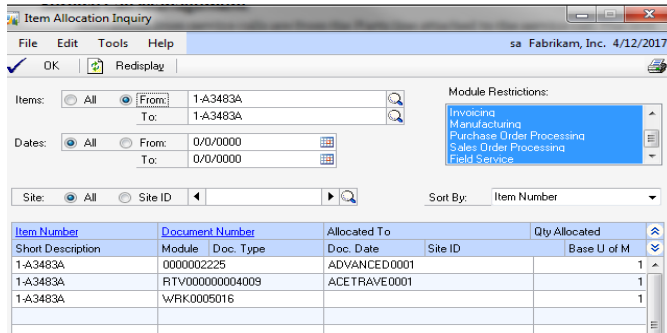 Item Allocation Inquiry
File Edit Tools Help sa Fabrikam, Inc. 4/12/2017
OK Redisplay
Items: All From: 1-A3483A Module Restrictions:
To: 1-A3483A Invoicing
Manufacturing
Dates: All From: 0/0/0000 Purchase Order Processing
Sales Order Processing
To: 0/0/0000 Field Service
Site: All Site ID Sort By: Item Number
Item Number Document Number Allocated To Qty Allocated
Short Description Module Doc. Type Doc. Date Site ID Base U of M
1-A3483A 0000002225 ADVANCED0001 1
1-A3483A RTV000000004009 ACETRAVE0001 1
1-A3483A WRK0005016 1